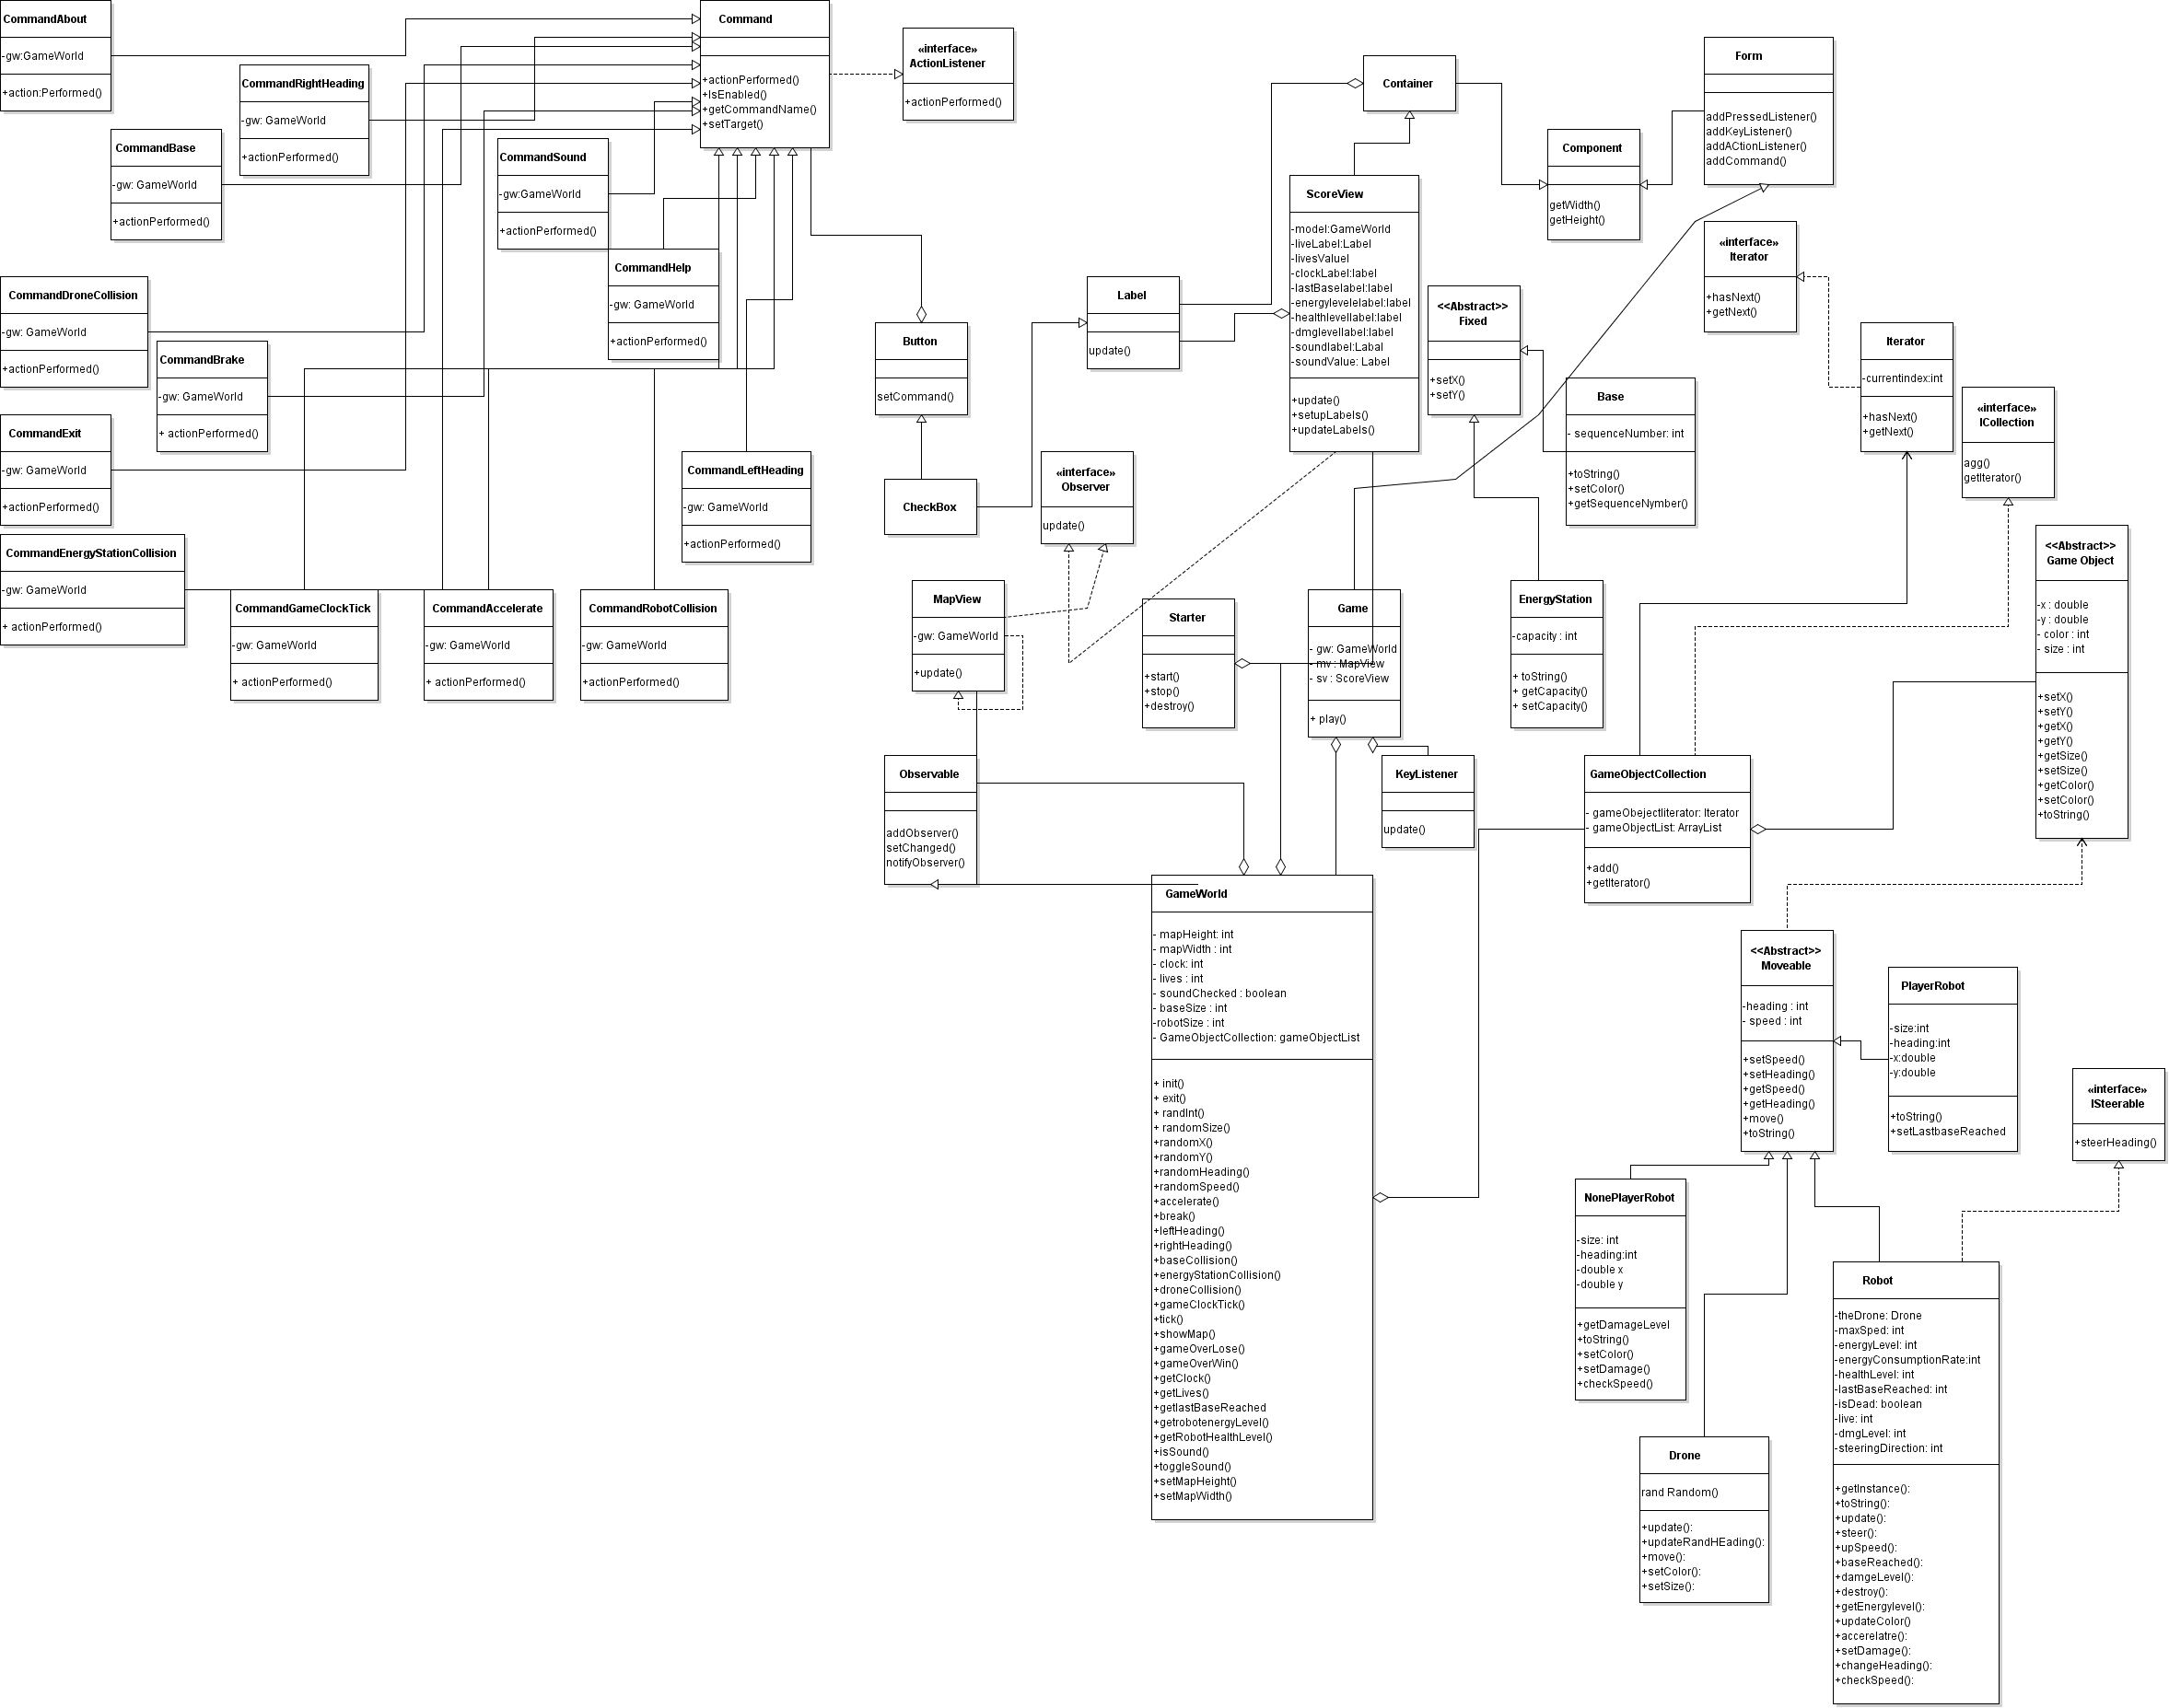 CommandAbout
-gw:GameWorld
+action:Performed()
CommandRightHeading
-gw: GameWorld
+actionPerformed()
CommandBase
-gw: GameWorld
+actionPerformed()
CommandSound
-gw:GameWorld
+actionPerformed()
CommandHelp
-gw: GameWorld
+actionPerformed()
CommandDroneCollision
-gw: GameWorld
+actionPerformed()
CommandBrake
-gw: GameWorld
+ actionPerformed()
CommandExit
-gw: GameWorld
+actionPerformed()
CommandLeftHeading
-gw: GameWorld
+actionPerformed()
CommandEnergyStationCollision
-gw: GameWorld
+ actionPerformed()
CommandGameClockTick
-gw: GameWorld
+ actionPerformed()
CommandAccelerate
-gw: GameWorld
+ actionPerformed()
CommandRobotCollision
-gw: GameWorld
+actionPerformed()
Command
+actionPerformed()
+IsEnabled()
+getCommandName()
+setTarget()
«interface»
ActionListener
+actionPerformed()
Button
setCommand()
CheckBox
Label
update()
Container
Component
getWidth()
getHeight()
Form
addPressedListener()
addKeyListener()
addACtionListener()
addCommand()
ScoreView
-model:GameWorld
-liveLabel:Label
-livesValuel
-clockLabel:label
-lastBaselabel:label
-energylevelelabel:label
-healthlevellabel:label
-dmglevellabel:label
-soundlabel:Labal
-soundValue: Label
+update()
+setupLabels()
+updateLabels()
<<Abstract>>
Fixed
+setX()
+setY()
Base
- sequenceNumber: int
+toString()
+setColor()
+getSequenceNymber()
«interface»
Iterator
+hasNext()
+getNext()
Iterator
-currentindex:int
+hasNext()
+getNext()
«interface»
ICollection
agg()
getIterator()
«interface»
Observer
update()
MapView
-gw: GameWorld
+update()
Starter
+start()
+stop()
+destroy()
Game
- gw: GameWorld
- mv : MapView
- sv : ScoreView
+ play()
EnergyStation
-capacity : int
+ toString()
+ getCapacity()
+ setCapacity()
<<Abstract>>
Game Object
-x : double
-y : double
- color : int
- size : int
+setX()
+setY()
+getX()
+getY()
+getSize()
+setSize()
+getColor()
+setColor()
+toString()
Observable
addObserver()
setChanged()
notifyObserver()
KeyListener
update()
GameObjectCollection
- gameObejectIiterator: Iterator
- gameObjectList: ArrayList
+add()
+getIterator()
GameWorld
- mapHeight: int
- mapWidth : int
- clock: int
- lives : int
- soundChecked : boolean
- baseSize : int
-robotSize : int
- GameObjectCollection: gameObjectList
+ init()
+ exit()
+ randInt()
+ randomSize()
+randomX()
+randomY()
+randomHeading()
+randomSpeed()
+accelerate()
+break()
+leftHeading()
+rightHeading()
+baseCollision()
+energyStationCollision()
+droneCollision()
+gameClockTick()
+tick()
+showMap()
+gameOverLose()
+gameOverWin()
+getClock()
+getLives()
+getlastBaseReached
+getrobotenergyLevel()
+getRobotHealthLevel()
+isSound()
+toggleSound()
+setMapHeight()
+setMapWidth()
<<Abstract>>
Moveable
-heading : int
- speed : int
+setSpeed()
+setHeading()
+getSpeed()
+getHeading()
+move()
+toString()
PlayerRobot
-size:int
-heading:int
-x:double
-y:double
+toString()
+setLastbaseReached
«interface»
ISteerable
+steerHeading()
NonePlayerRobot
-size: int
-heading:int
-double x
-double y
+getDamageLevel
+toString()
+setColor()
+setDamage()
+checkSpeed()
Drone
rand Random()
+update():
+updateRandHEading():
+move():
+setColor():
+setSize():
Robot
-theDrone: Drone
-maxSped: int
-energyLevel: int
-energyConsumptionRate:int
-healthLevel: int
-lastBaseReached: int
-isDead: boolean
-live: int
-dmgLevel: int
-steeringDirection: int
+getInstance():
+toString():
+update():
+steer():
+upSpeed():
+baseReached():
+damgeLevel():
+destroy():
+getEnergylevel():
+updateColor()
+accerelatre():
+setDamage():
+changeHeading():
+checkSpeed():